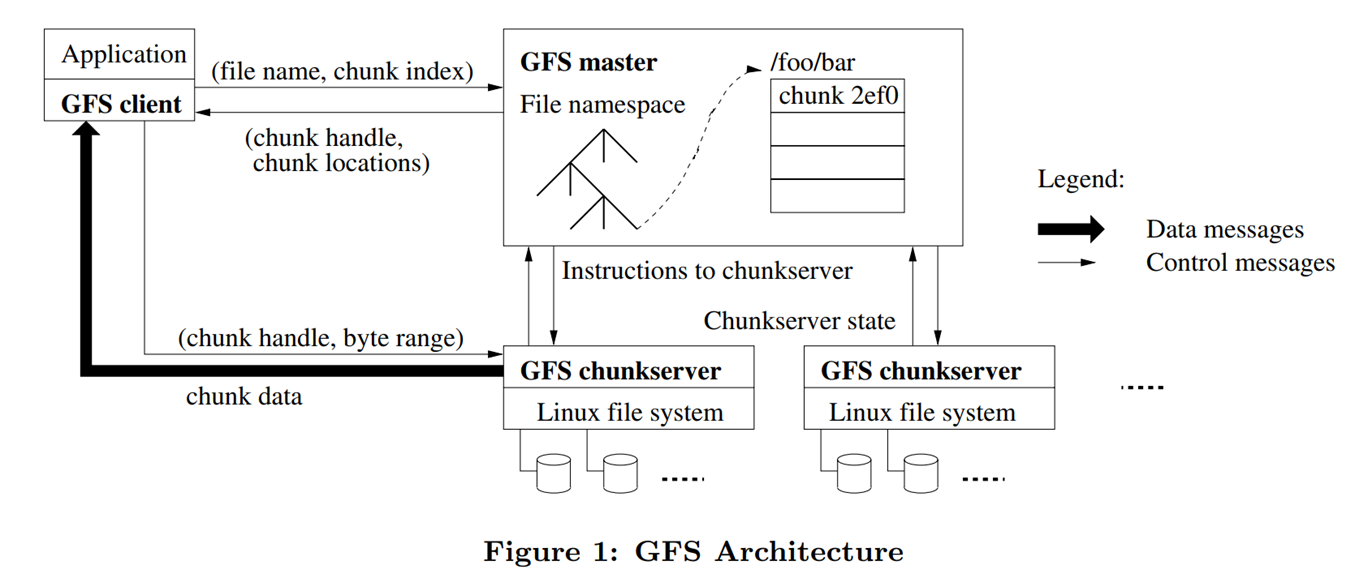 Application
GFS client
(file name, chunk index)
(chunk handle,
chunk locations)
GFS master
File namespace
/foo/bar
chunk 2ef0
Legend:
Data messages
Control messages
Instructions to chunkserver
Chunkserver state
(chunk handle, byte range)
chunk data
GFS chunkserver
Linux file system
GFS chunkserver
Linux file system
Figure 1: GFS Architecture